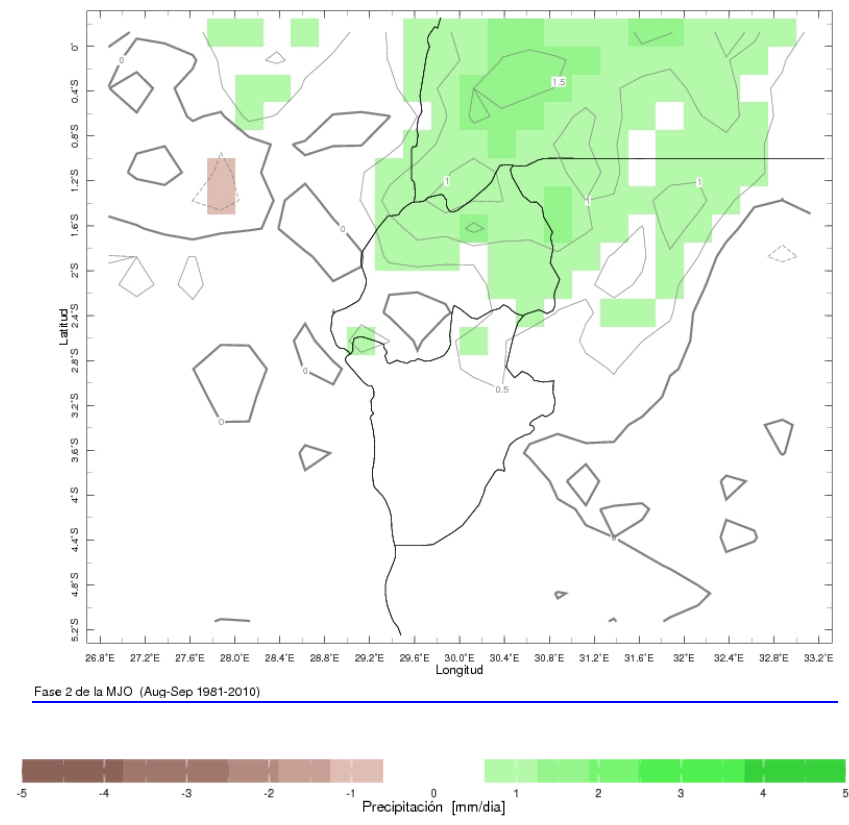 0
1.5
1
1
1
0
0
0.5
0
0
0
0°
0.4°S
0.8°S
1.2°S
1.6°S
2°S
2.4°S
2.8°S
3.2°S
3.6°S
4°S
4.4°S
4.8°S
5.2°S
Latitud
26.8°E 27.2°E 27.6°E 28.0°E 28.4°E 28.8°E 29.2°E 29.6°E 30.0°E 30.4°E 30.8°E 31.2°E 31.6°E 32°E 32.4°E 32.8°E 33.2°E
Longitud
Fase 2 de la MJO (Aug-Sep 1981-2010)
-5 -4 -3 -2 -1 0 1 2 3 4 5
Precipitación [mm/dia]